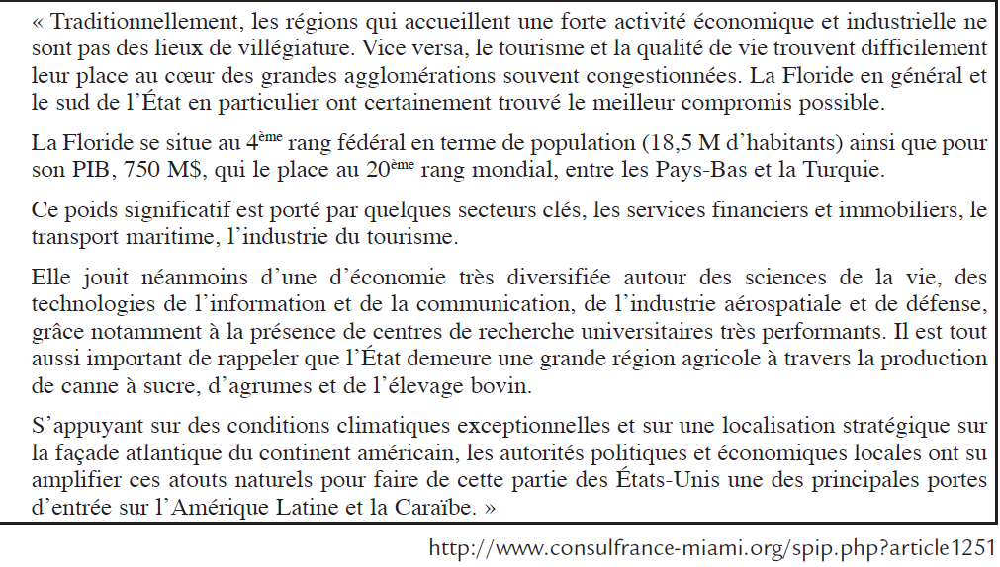 « Traditionnellement, les régions qui accueillent une forte activité économique et industrielle ne
sont pas des lieux de villégiature. Vice versa, le tourisme et la qualité de vie trouvent difficilement
leur place au cœur des grandes agglomérations souvent congestionnées. La Floride en général et
le sud de l’État en particulier ont certainement trouvé le meilleur compromis possible.
La Floride se situe au 4ème rang fédéral en terme de population (18,5 M d’habitants) ainsi que pour
son PIB, 750 M$, qui le place au 20ème rang mondial, entre les Pays-Bas et la Turquie.
Ce poids significatif est porté par quelques secteurs clés, les services financiers et immobiliers, le
transport maritime, l’industrie du tourisme.
Elle jouit néanmoins d’une d’économie très diversifiée autour des sciences de la vie, des
technologies de l’information et de la communication, de l’industrie aérospatiale et de défense,
grâce notamment à la présence de centres de recherche universitaires très performants. Il est tout
aussi important de rappeler que l’État demeure une grande région agricole à travers la production
de canne à sucre, d’agrumes et de l’élevage bovin.
S’appuyant sur des conditions climatiques exceptionnelles et sur une localisation stratégique sur
la façade atlantique du continent américain, les autorités politiques et économiques locales ont su
amplifier ces atouts naturels pour faire de cette partie des États-Unis une des principales portes
d’entrée sur l’Amérique Latine et la Caraïbe. »
http://www.consulfrance-miami.org/spip.php?article1251